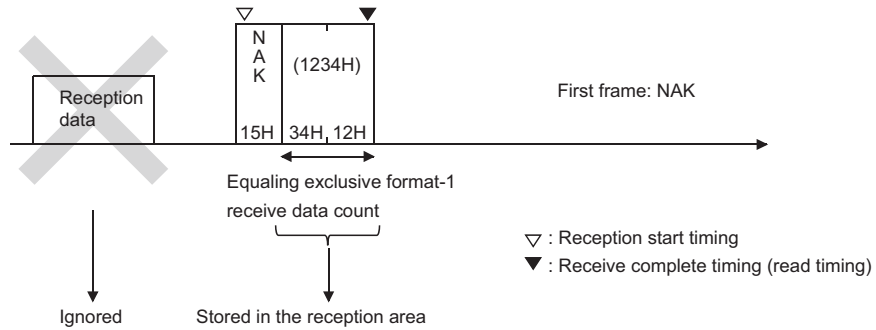 N
A
K
(1234H)
Reception
data
First frame: NAK
15H 34H 12H
Equaling exclusive format-1
receive data count
▽ : Reception start timing
▼ : Receive complete timing (read timing)
Ignored
Stored in the reception area